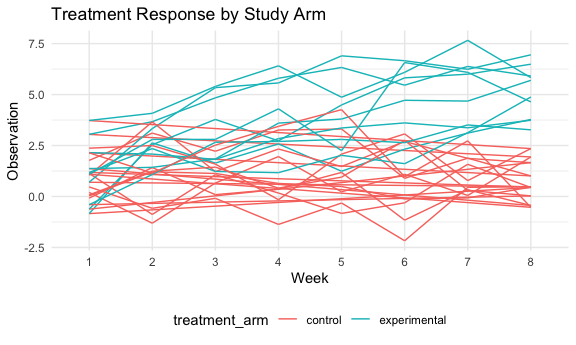 Treatment Response by Study Arm
Observation
7.5
5.0
2.5
0.0
-2.5
1 2 3 4 5 6 7 8
Week
treatment_arm control experimental